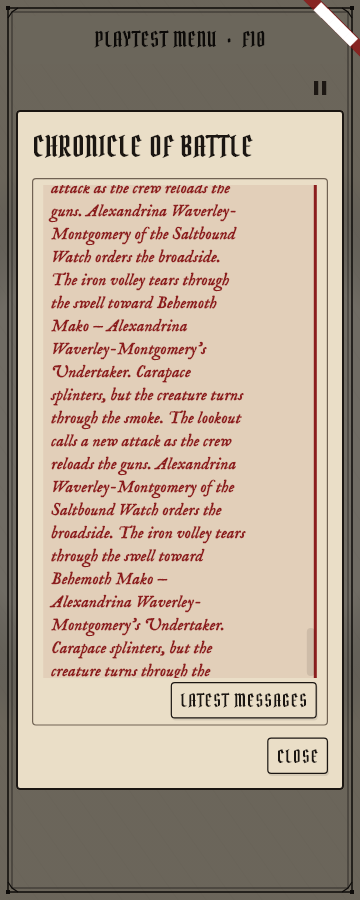 PLAYTEST MENU · F10
CHRONICLE OF BATTLE
attack as the crew reloads the
guns. Alexandrina Waverley-
Montgomery of the Saltbound
Watch orders the broadside.
The iron volley tears through
the swell toward Behemoth
Mako — Alexandrina
Waverley-Montgomery's
Undertaker. Carapace
splinters, but the creature turns
through the smoke. The lookout
calls a new attack as the crew
reloads the guns. Alexandrina
Waverley-Montgomery of the
Saltbound Watch orders the
broadside. The iron volley tears
through the swell toward
Behemoth Mako —
Alexandrina Waverley-
Montgomery's Undertaker.
Carapace splinters, but the
creature turns through the
LATEST MESSAGES
CLOSE